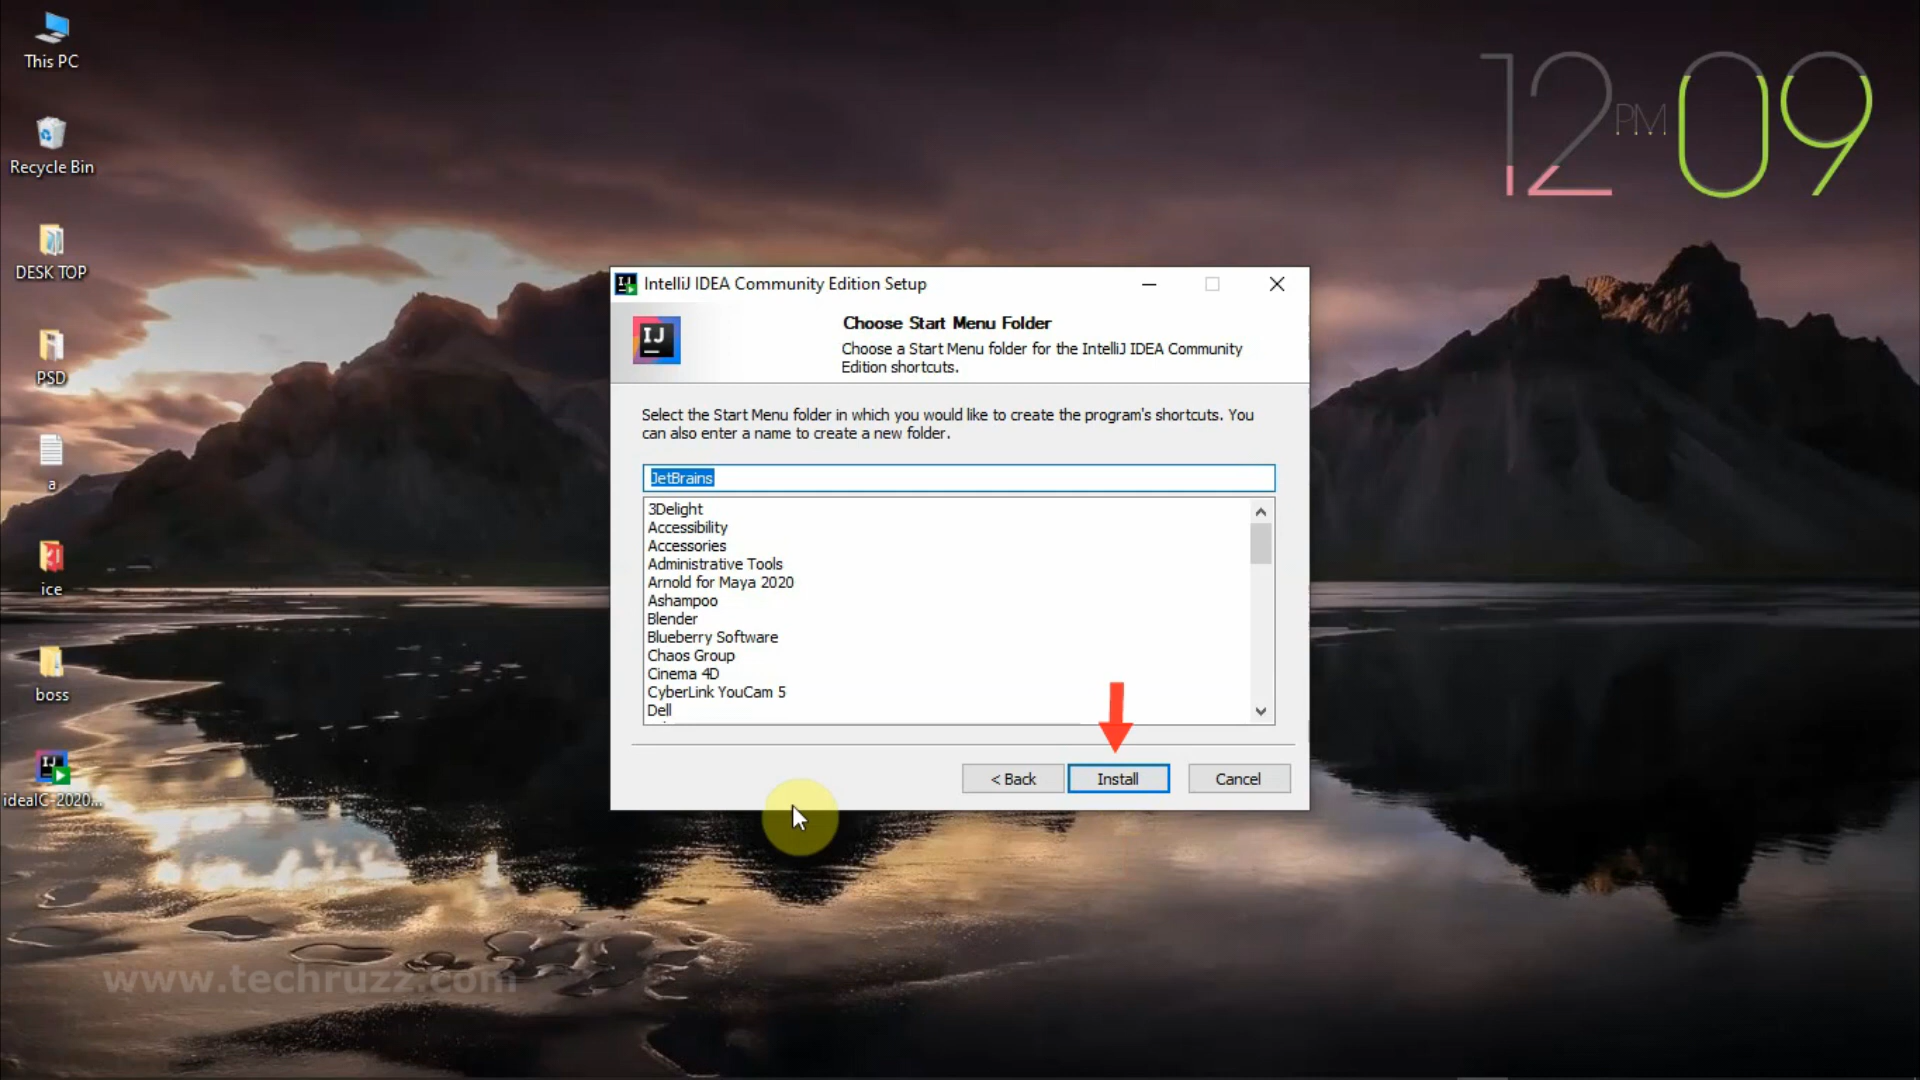 This PC
Recycle Bin
DESK TOP
PSD
a
ice
boss
idealC-2020...
12 PM 09
IntelliJ IDEA Community Edition Setup
IJ
Choose Start Menu Folder
Choose a Start Menu folder for the IntelliJ IDEA Community
Edition shortcuts.
Select the Start Menu folder in which you would like to create the program's shortcuts. You
can also enter a name to create a new folder.
JetBrains
3Delight
Accessibility
Accessories
Administrative Tools
Arnold for Maya 2020
Ashampoo
Blender
Blueberry Software
Chaos Group
Cinema 4D
CyberLink YouCam 5
Dell
< Back
Install
Cancel
www.techruzz.com